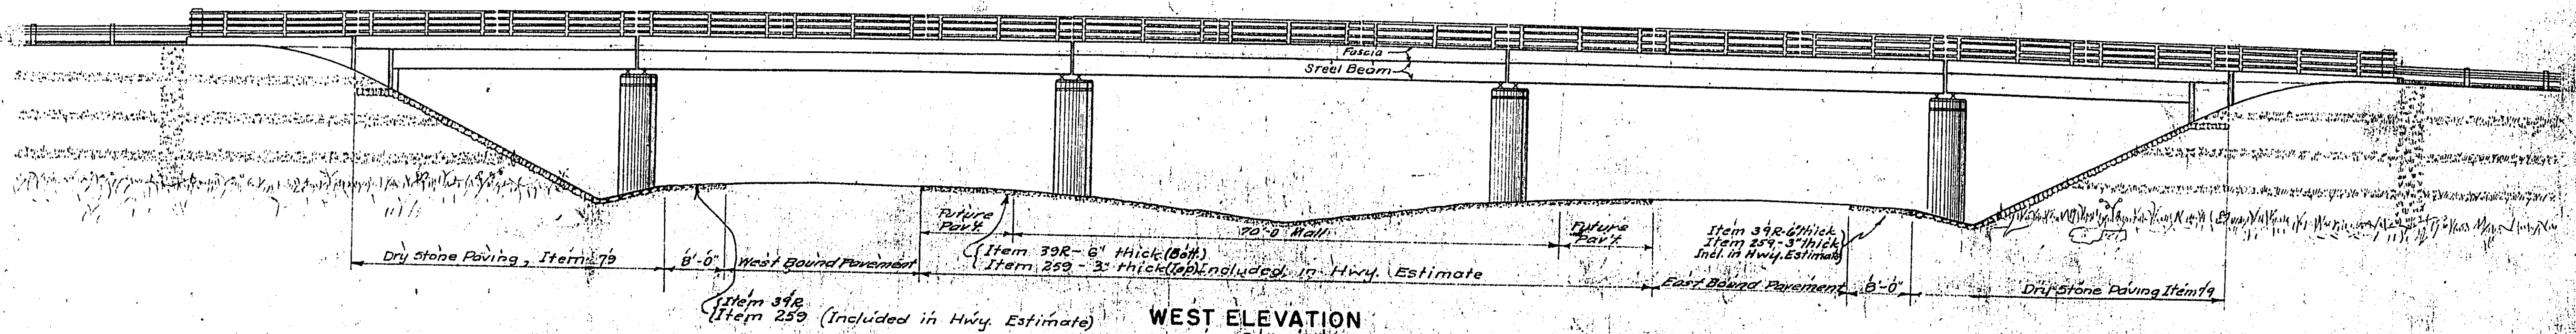 Fascia
Steel Beam
Future
Pav't.
70'-0 Mall
Future
Pav't.
Item 39R-6" thick
Item 259-3" thick
Incl. in Hwy. Estimate
Dry Stone Paving, Item 79
8'-0"
West Bound Pavement
Item 39R-6" thick (Bott.)
Item 259-3" thick (Top) Included in Hwy. Estimate
East Bound Pavement
8'-0"
Dry Stone Paving Item 79
Item 39R
Item 259 (Included in Hwy. Estimate)
WEST ELEVATION